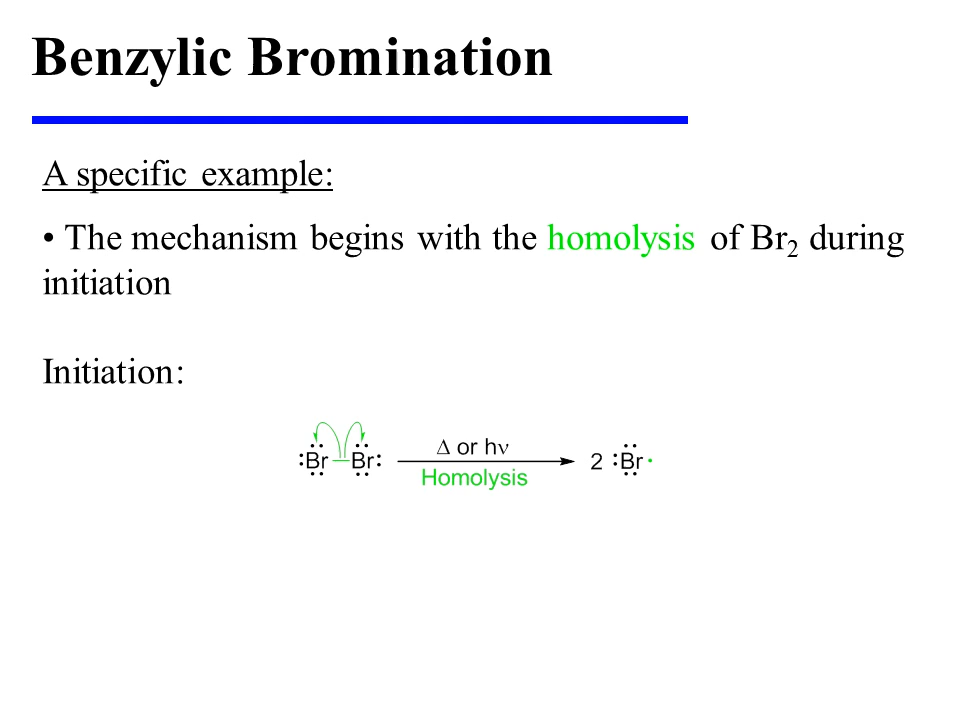 Benzylic Bromination
A specific example:
• The mechanism begins with the homolysis of Br₂ during
initiation
Initiation:
Br Br Δ or hν 2 Br·
Homolysis